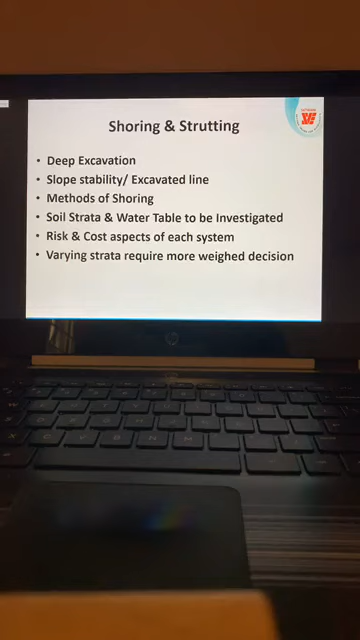 Shoring & Strutting
• Deep Excavation
• Slope stability/ Excavated line
• Methods of Shoring
• Soil Strata & Water Table to be Investigated
• Risk & Cost aspects of each system
• Varying strata require more weighed decision